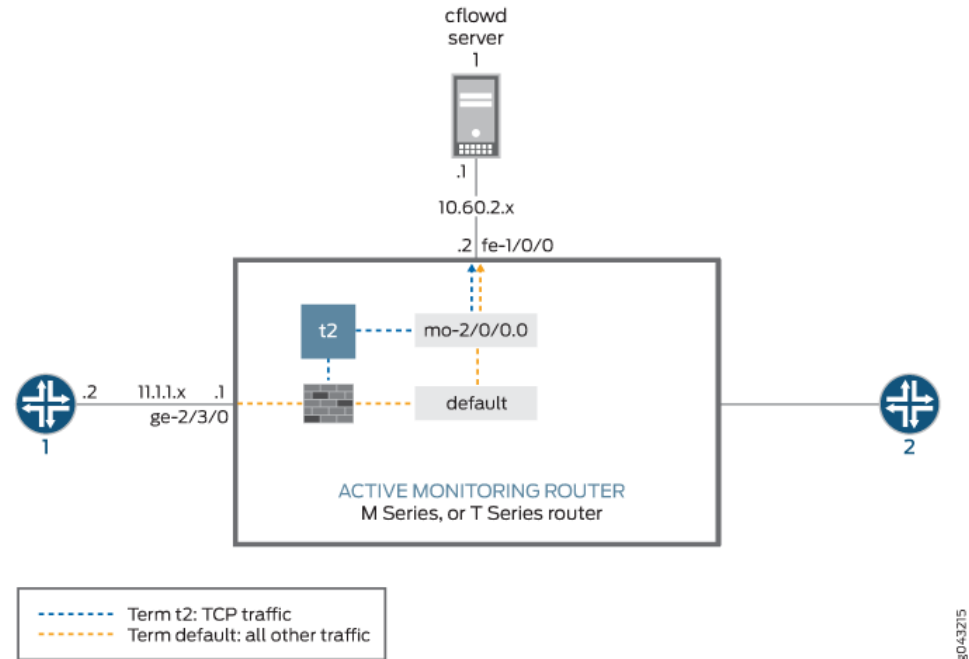 cflowd
server
1
.1
10.60.2.x
.2 fe-1/0/0
t2
mo-2/0/0.0
.2 11.1.1.x .1
ge-2/3/0
default
1
2
ACTIVE MONITORING ROUTER
M Series, or T Series router
Term t2: TCP traffic
Term default: all other traffic
g043215